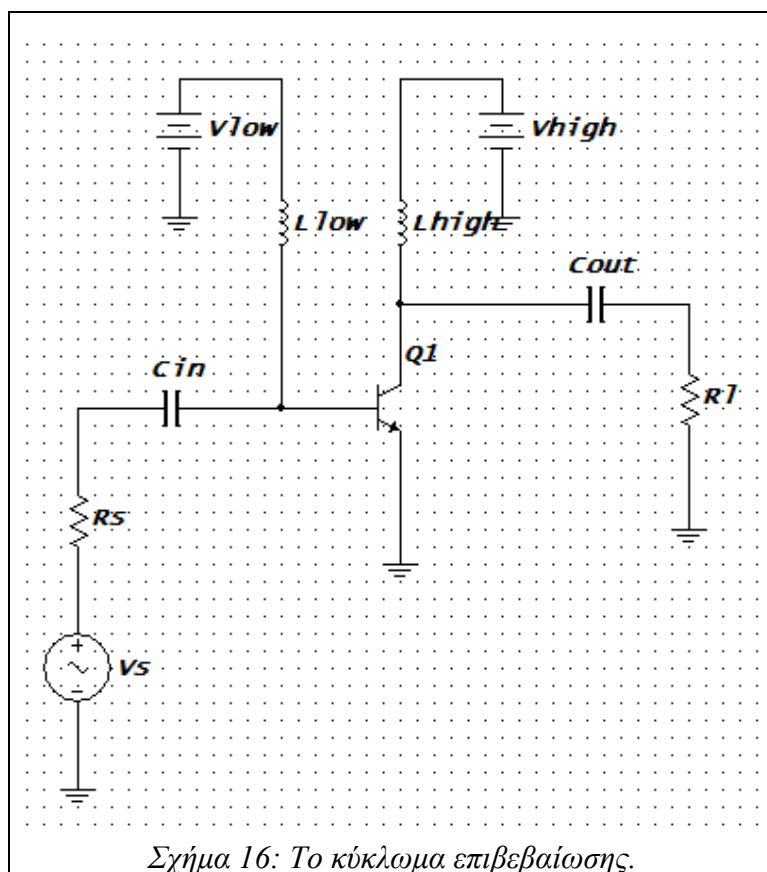 Vlow
Vhigh
Llow
Lhigh
Cout
Q1
Cin
Rl
Rs
Vs
Σχήμα 16: Το κύκλωμα επιβεβαίωσης.